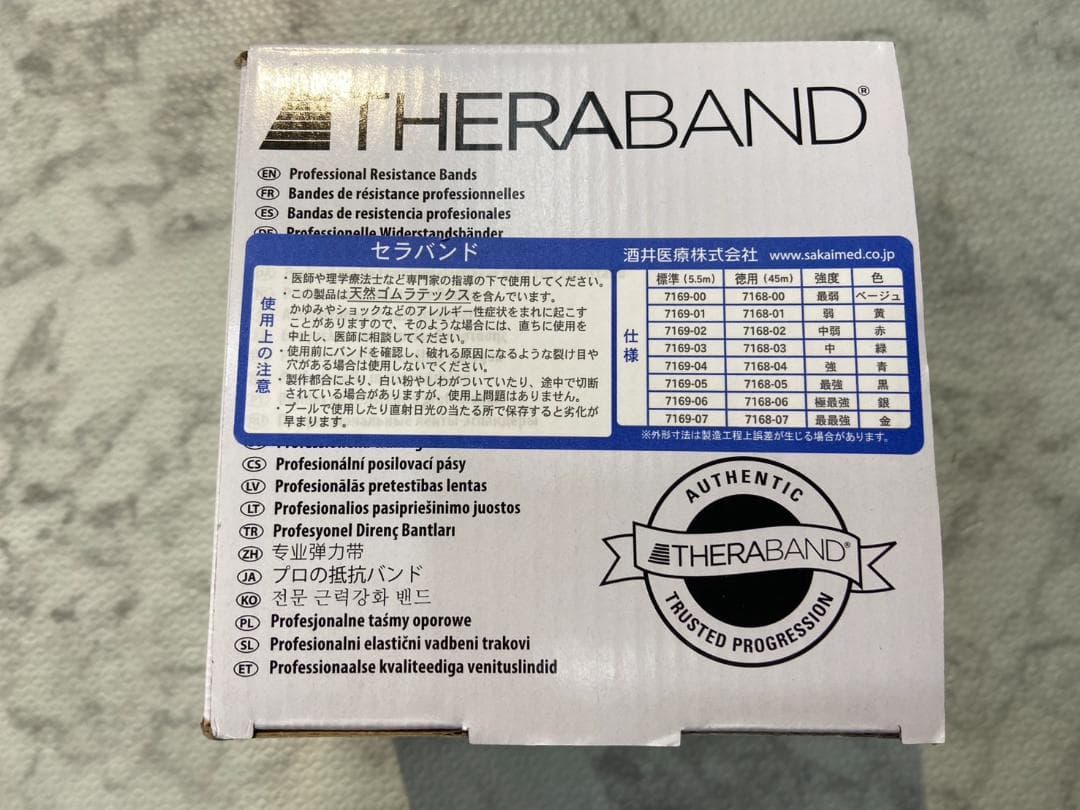 THERABAND®
EN Professional Resistance Bands
FR Bandes de résistance professionnelles
ES Bandas de resistencia profesionales
DE Professionelle Widerstandsbänder
セラバンド
使用上の注意
・医師や理学療法士など専門家の指導の下で使用してください。
・この製品は天然ゴムラテックスを含んでいます。
かゆみやショックなどのアレルギー性症状をまれに起こす
ことがありますので、そのような場合には、直ちに使用を
中止し、医師に相談してください。
・使用前にバンドを確認し、破れる原因になるような裂け目や
穴がある場合は使用しないでください。
・製作都合により、白い粉やしわがついていたり、途中で切断
されている場合がありますが、使用上問題はありません。
・プールで使用したり直射日光の当たる所で保存すると劣化が
早まります。
酒井医療株式会社 www.sakaimed.co.jp
仕様
標準 (5.5m) 徳用 (45m) 強度 色
7169-00 7168-00 最弱 ベージュ
7169-01 7168-01 弱 黄
7169-02 7168-02 中弱 赤
7169-03 7168-03 中 緑
7169-04 7168-04 強 青
7169-05 7168-05 最強 黒
7169-06 7168-06 極最強 銀
7169-07 7168-07 最最強 金
※外形寸法は製造工程上誤差が生じる場合があります。
CS Profesionální posilovací pásy
LV Profesionālās pretestības lentas
LT Profesionalios pasipriešinimo juostos
TR Profesyonel Direnç Bantları
ZH 专业弹力带
JA プロの抵抗バンド
KO 전문 근력강화 밴드
PL Profesjonalne taśmy oporowe
SL Profesionalni elastični vadbeni trakovi
ET Professionaalse kvaliteediga venituslindid
AUTHENTIC
THERABAND®
TRUSTED PROGRESSION